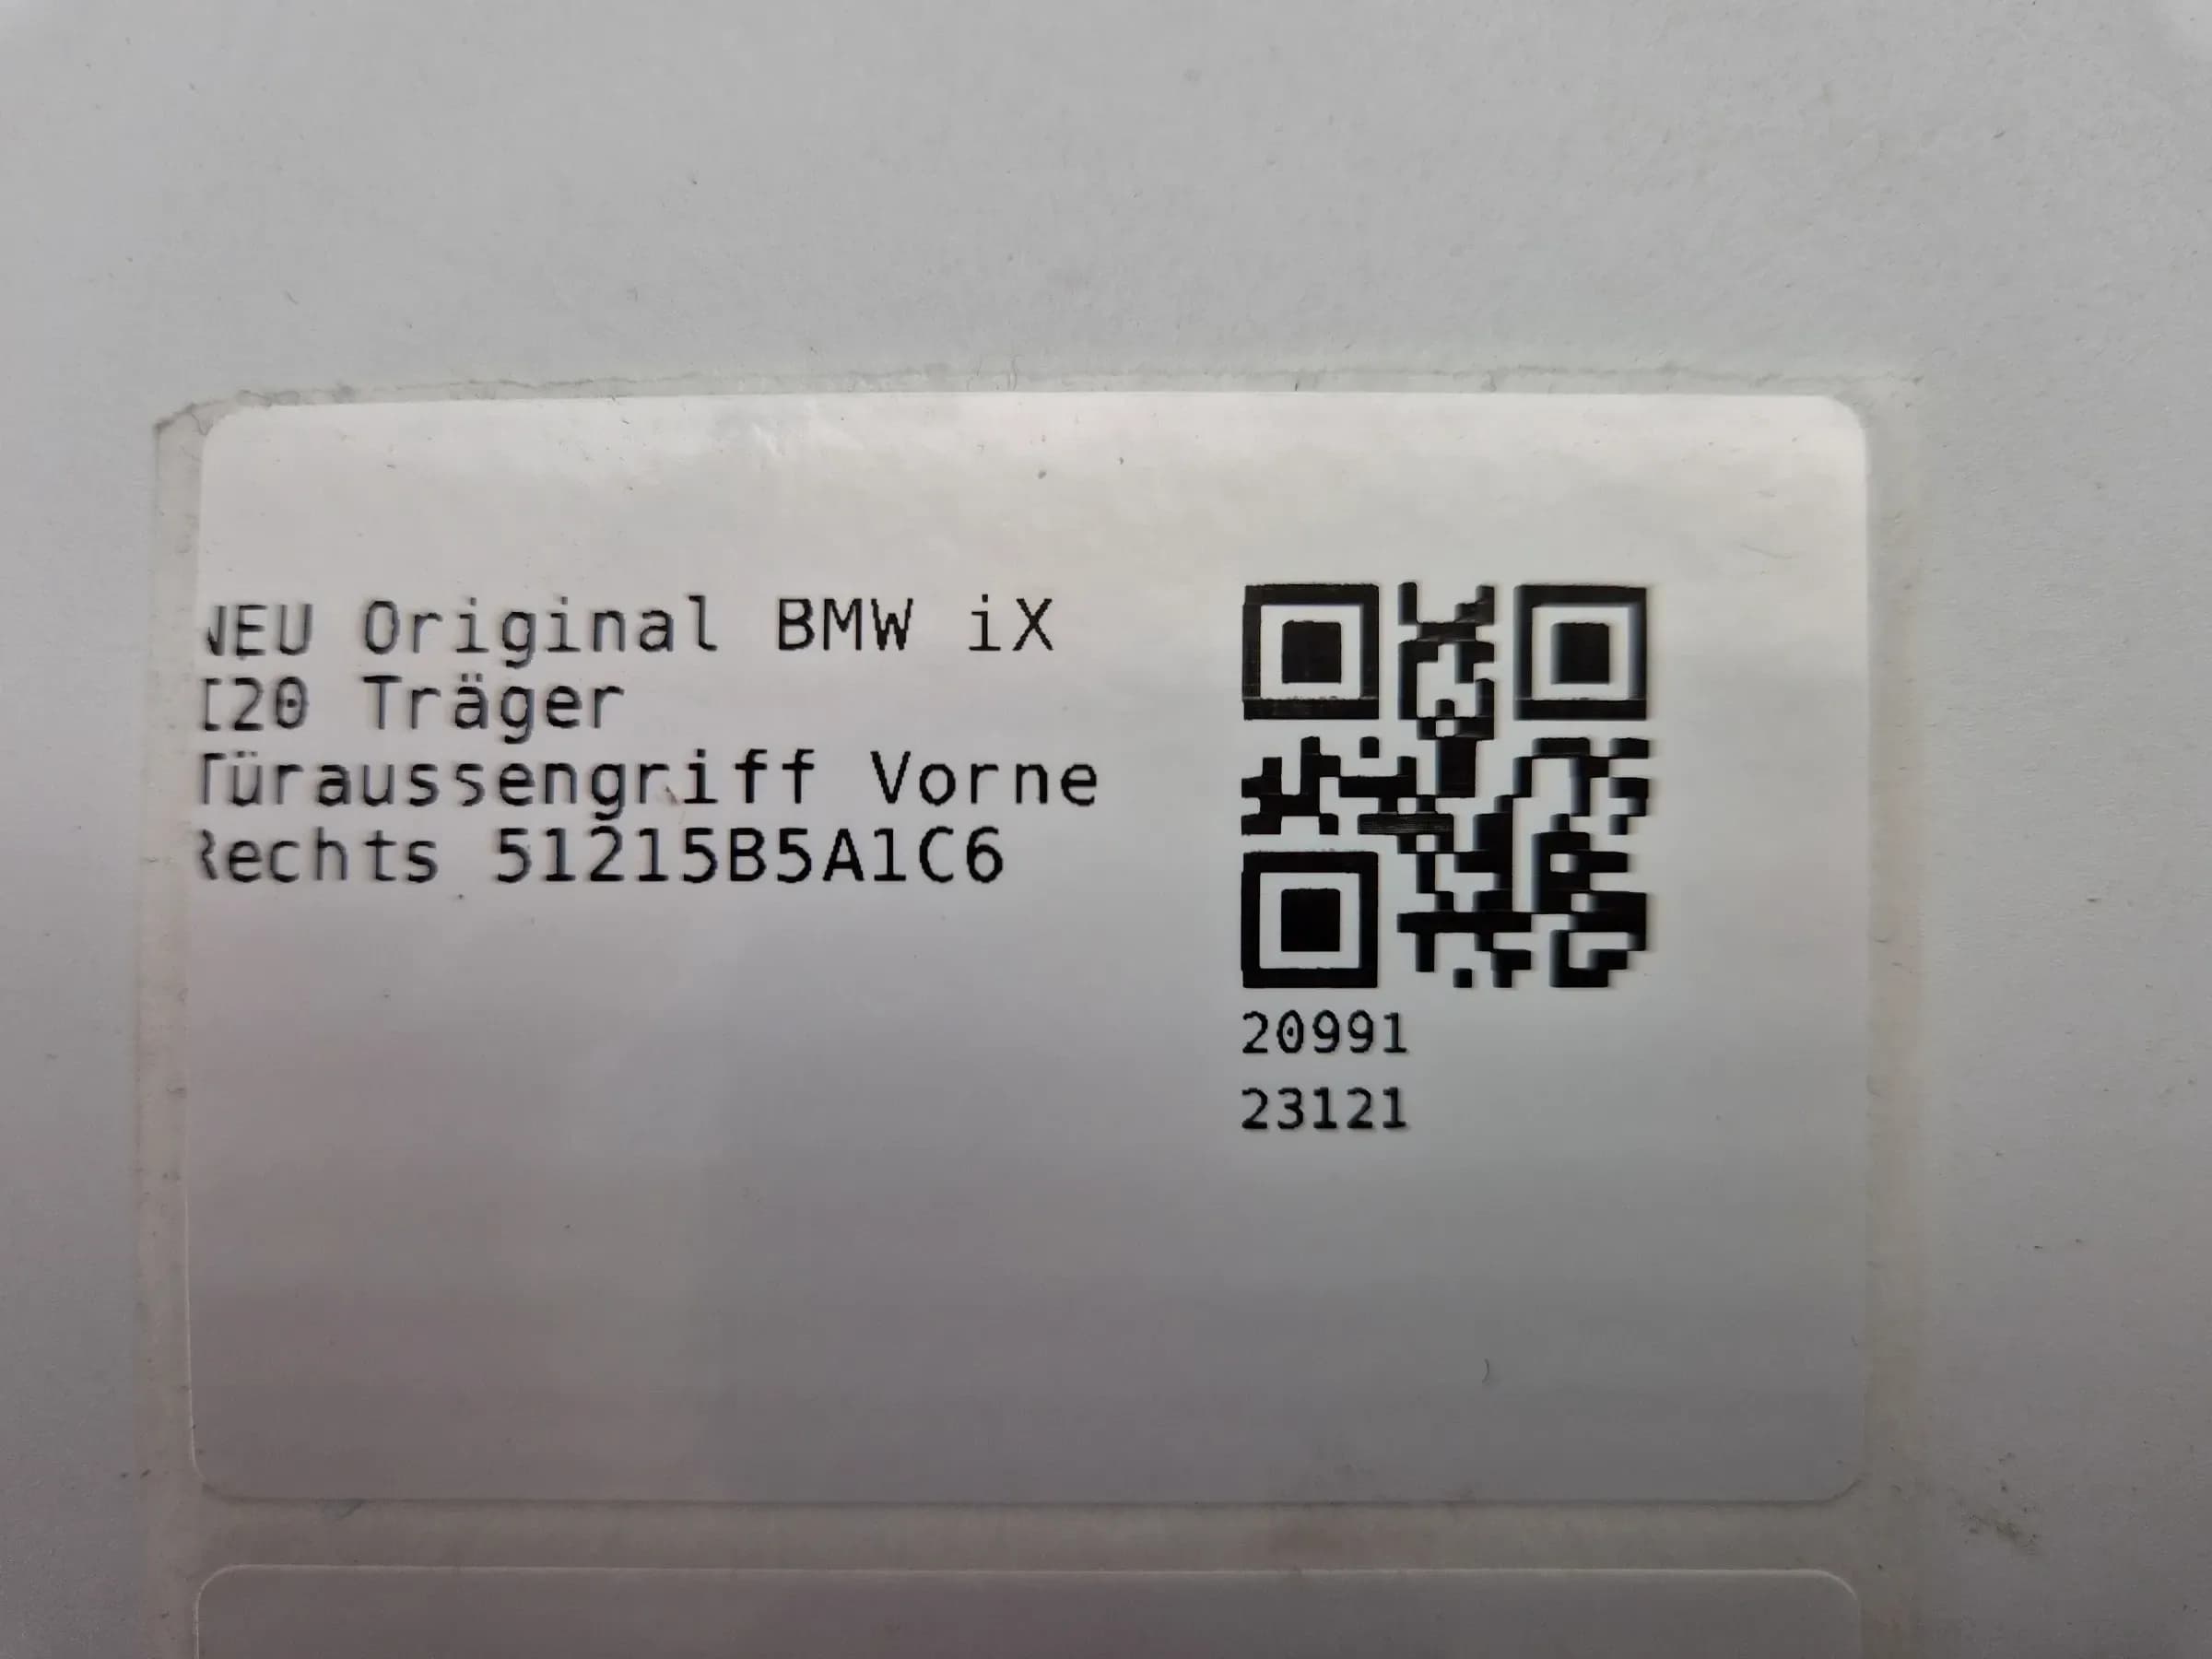 NEU Original BMW iX
I20 Träger
Türaussengriff Vorne
Rechts 51215B5A1C6
20991
23121